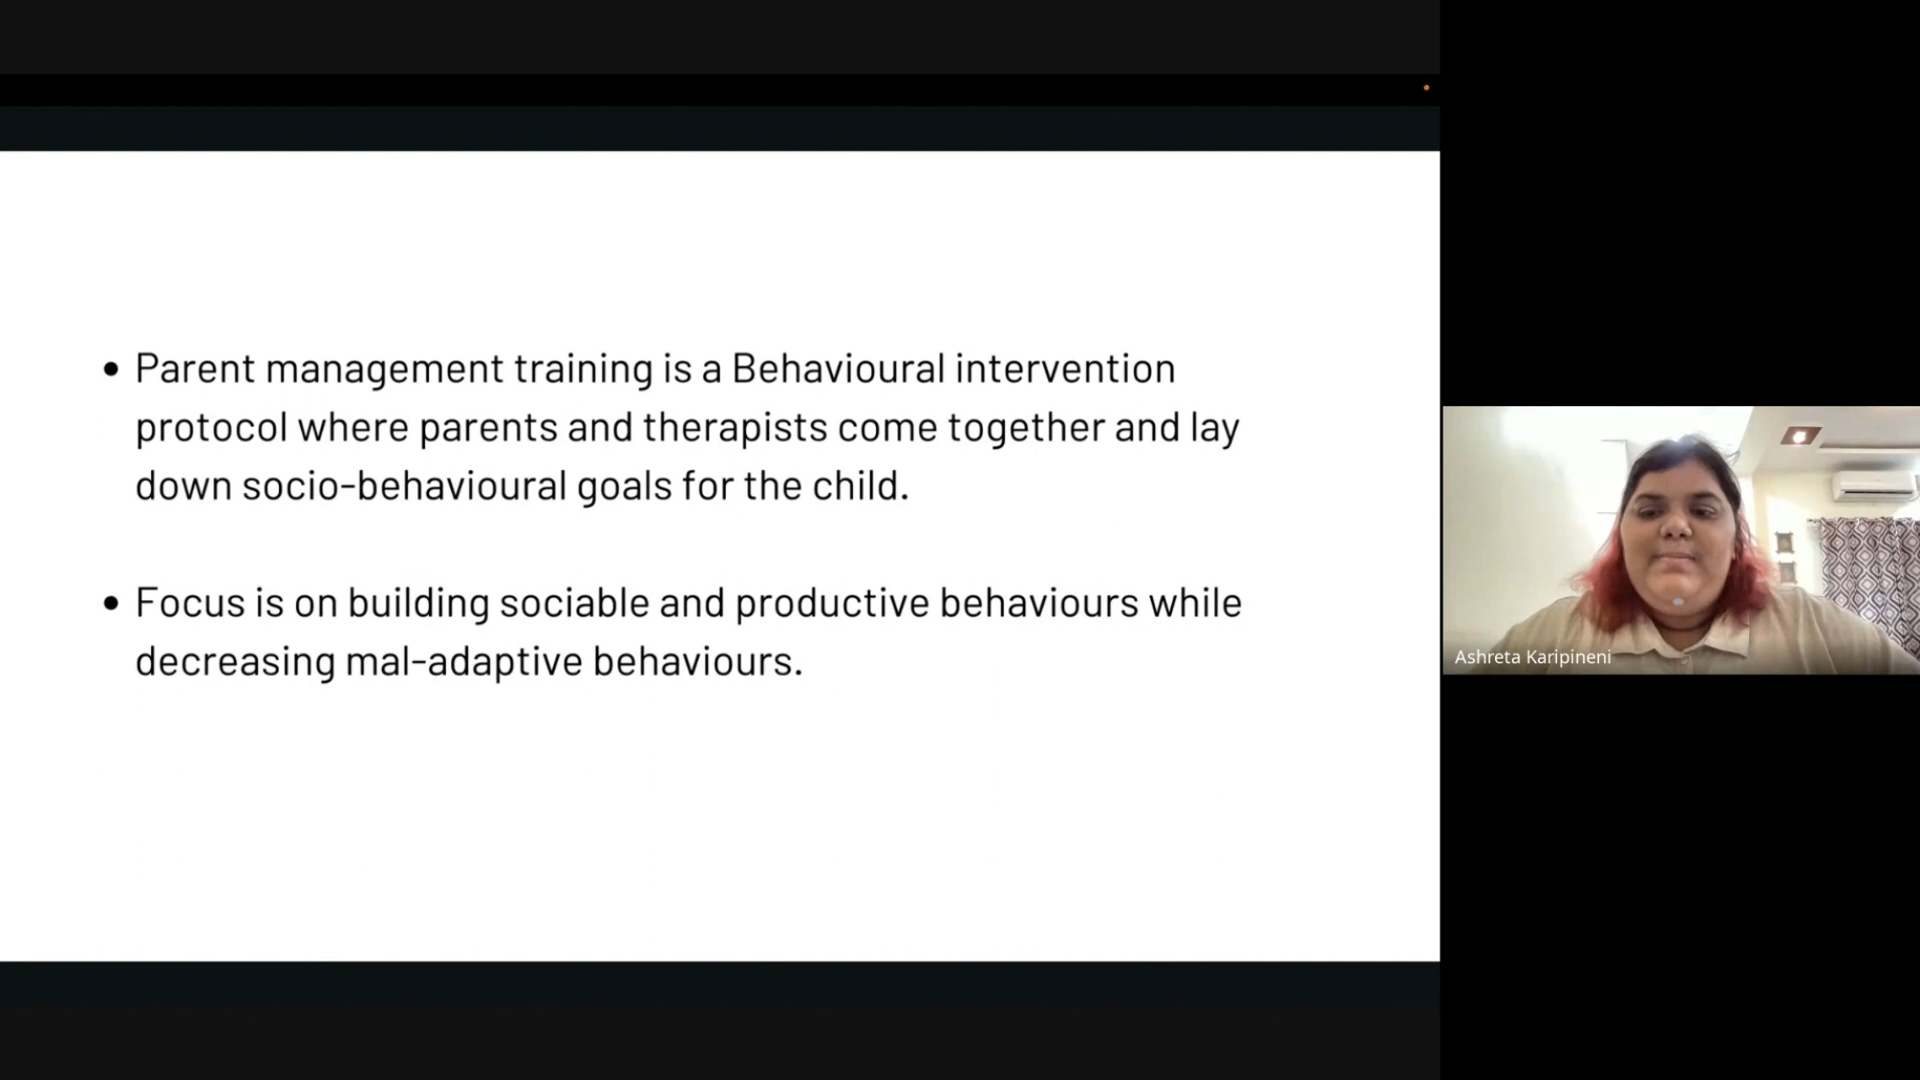 • Parent management training is a Behavioural intervention
protocol where parents and therapists come together and lay
down socio-behavioural goals for the child.
• Focus is on building sociable and productive behaviours while
decreasing mal-adaptive behaviours.
Ashreta Karipineni